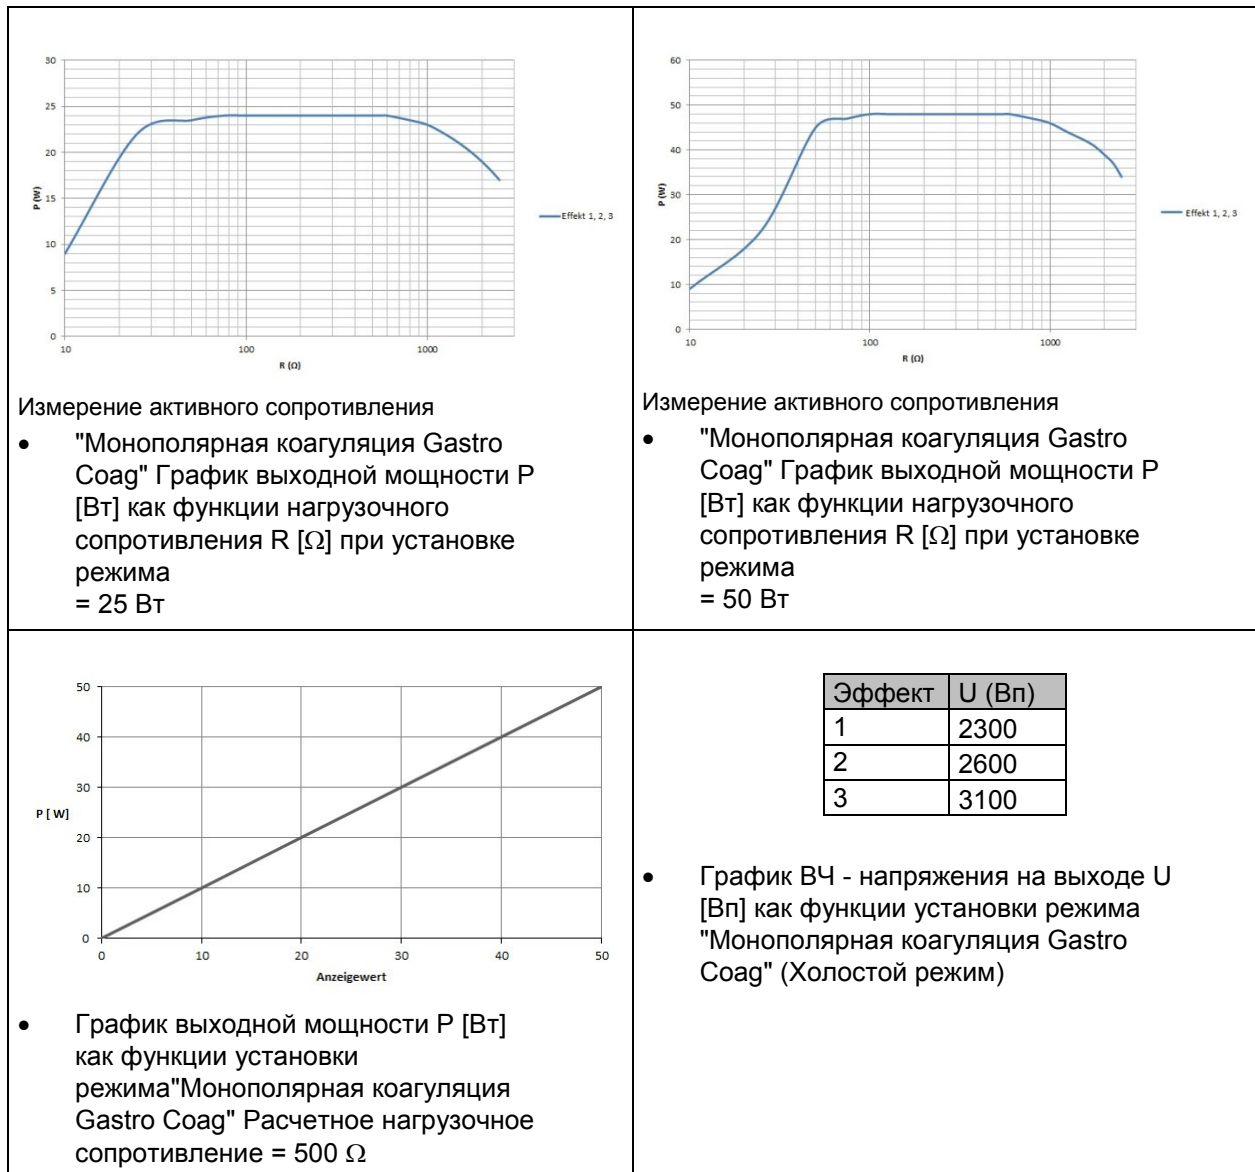 30
25
20
15
10
5
0
P (W)
10
100
1000
R (Ω)
Effekt 1, 2, 3
Измерение активного сопротивления
• "Монополярная коагуляция Gastro
Coag" График выходной мощности P
[Вт] как функции нагрузочного
сопротивления R [Ω] при установке
режима
= 25 Вт
60
50
40
30
20
10
0
P (W)
10
100
1000
R (Ω)
Effekt 1, 2, 3
Измерение активного сопротивления
• "Монополярная коагуляция Gastro
Coag" График выходной мощности P
[Вт] как функции нагрузочного
сопротивления R [Ω] при установке
режима
= 50 Вт
50
40
30
20
10
0
P [ W]
0 10 20 30 40 50
Anzeigewert
• График выходной мощности P [Вт]
как функции установки
режима"Монополярная коагуляция
Gastro Coag" Расчетное нагрузочное
сопротивление = 500 Ω
Эффект U (Вп)
1 2300
2 2600
3 3100
• График ВЧ - напряжения на выходе U
[Вп] как функции установки режима
"Монополярная коагуляция Gastro
Coag" (Холостой режим)